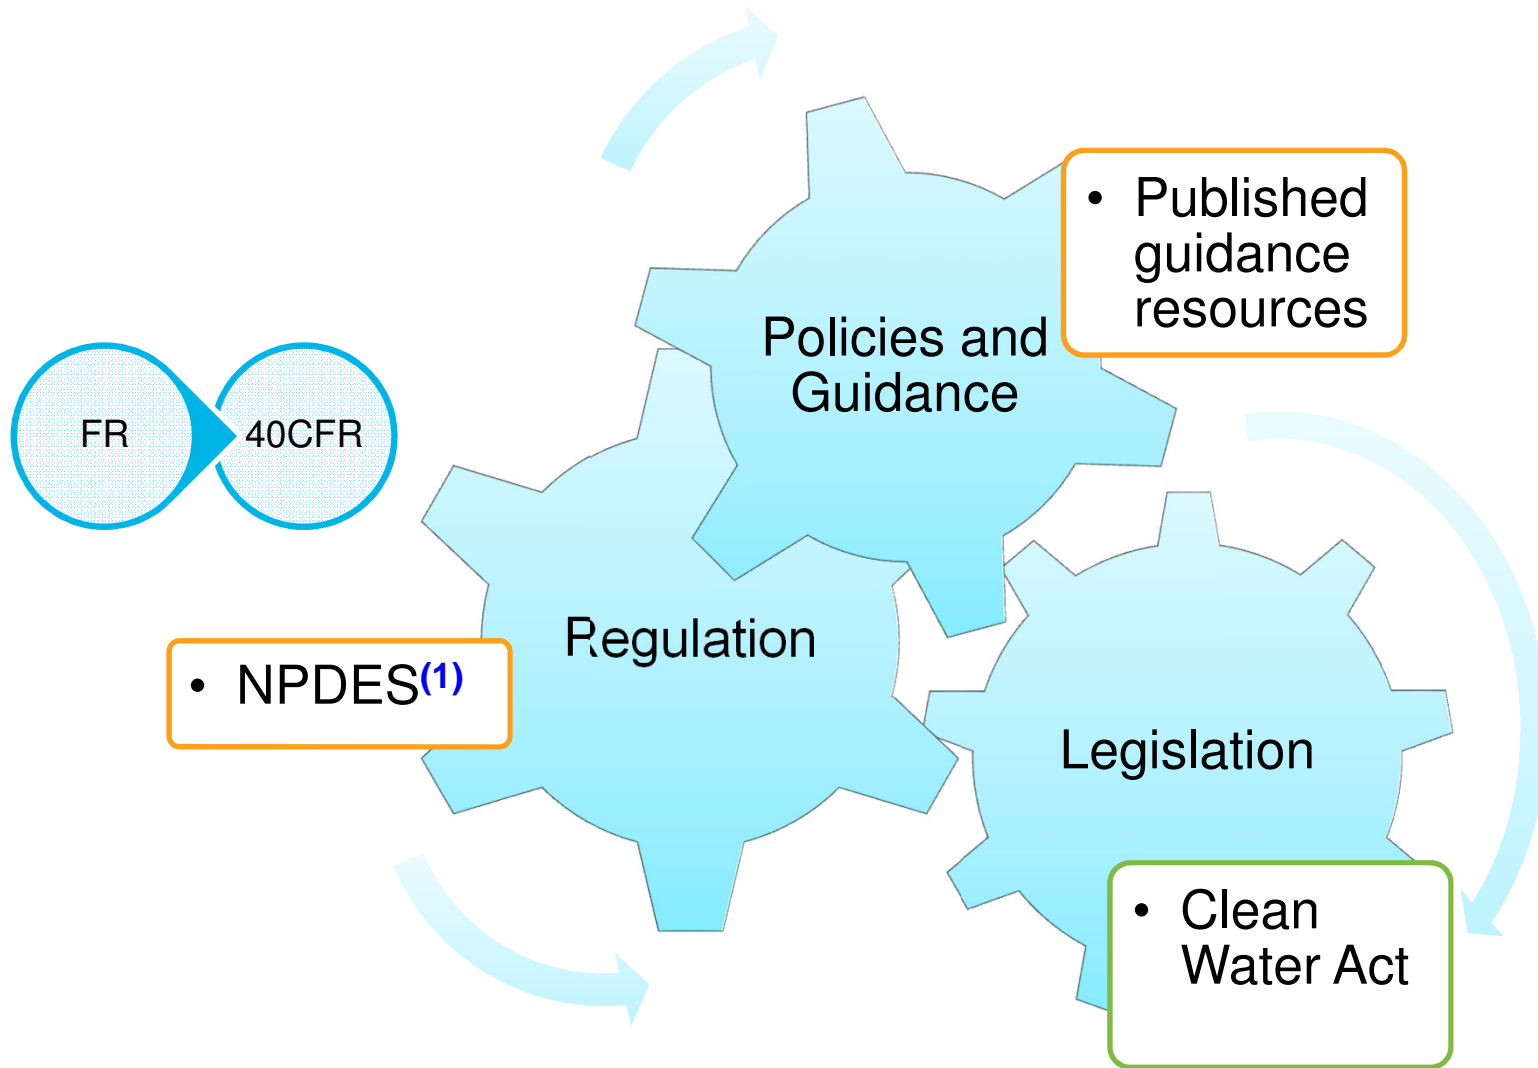 • Published
guidance
resources
Policies and
Guidance
FR
40CFR
Regulation
• NPDES(1)
Legislation
• Clean
Water Act